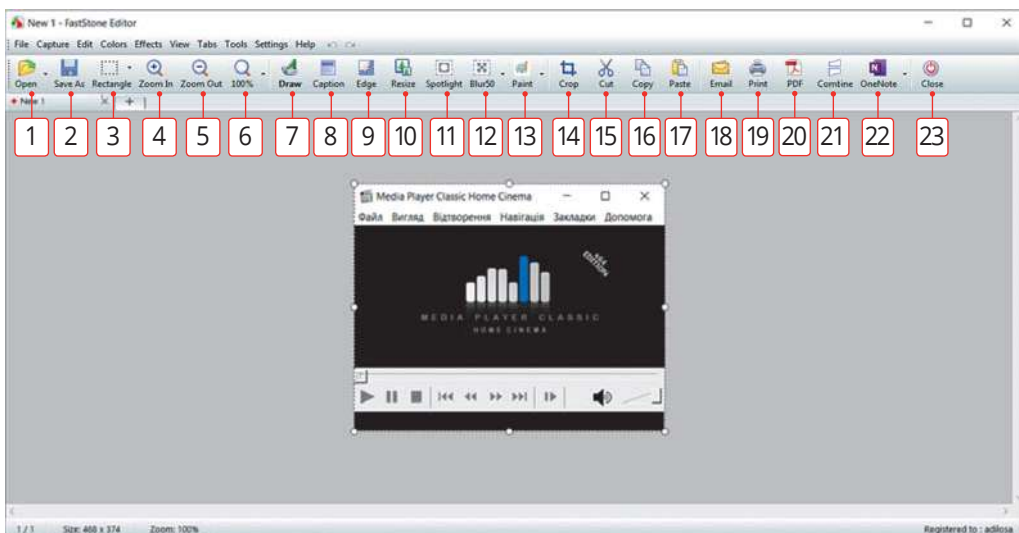 New 1 - FastStone Editor
File Capture Edit Colors Effects View Tabs Tools Settings Help
Open Save As Rectangle Zoom In Zoom Out 100% Draw Caption Edge Resize Spotlight Blur50 Paint Crop Cut Copy Paste Email Print PDF Comtine OneNote Close
New 1
1 2 3 4 5 6 7 8 9 10 11 12 13 14 15 16 17 18 19 20 21 22 23
Media Player Classic Home Cinema
Файл Вигляд Відтворення Навігація Закладки Допомога
x64
EDITION
MEDIA PLAYER CLASSIC
HOME CINEMA
1 / 1 Size: 468 x 374 Zoom: 100% Registered to : adilosa